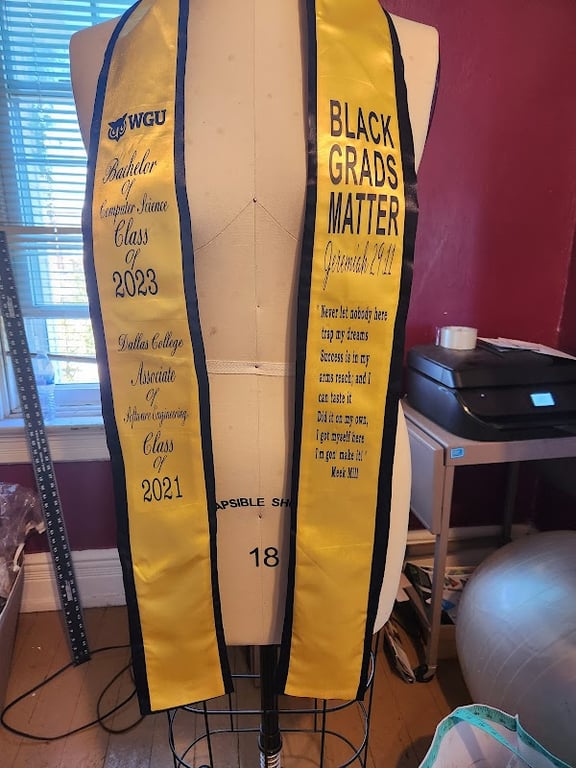 WGU
Bachelor
Of
Computer Science
Class
Of
2023
Dallas College
Associate
Of
Software Engineering
Class
Of
2021
BLACK
GRADS
MATTER
Jeremiah 29:11
"Never let nobody here
trap my dreams
Success is in my
arms reach, and I
can taste it
Did it on my own,
I got myself here
I'm gon' make it!"
Meek Mill
APSIBLE SH
18